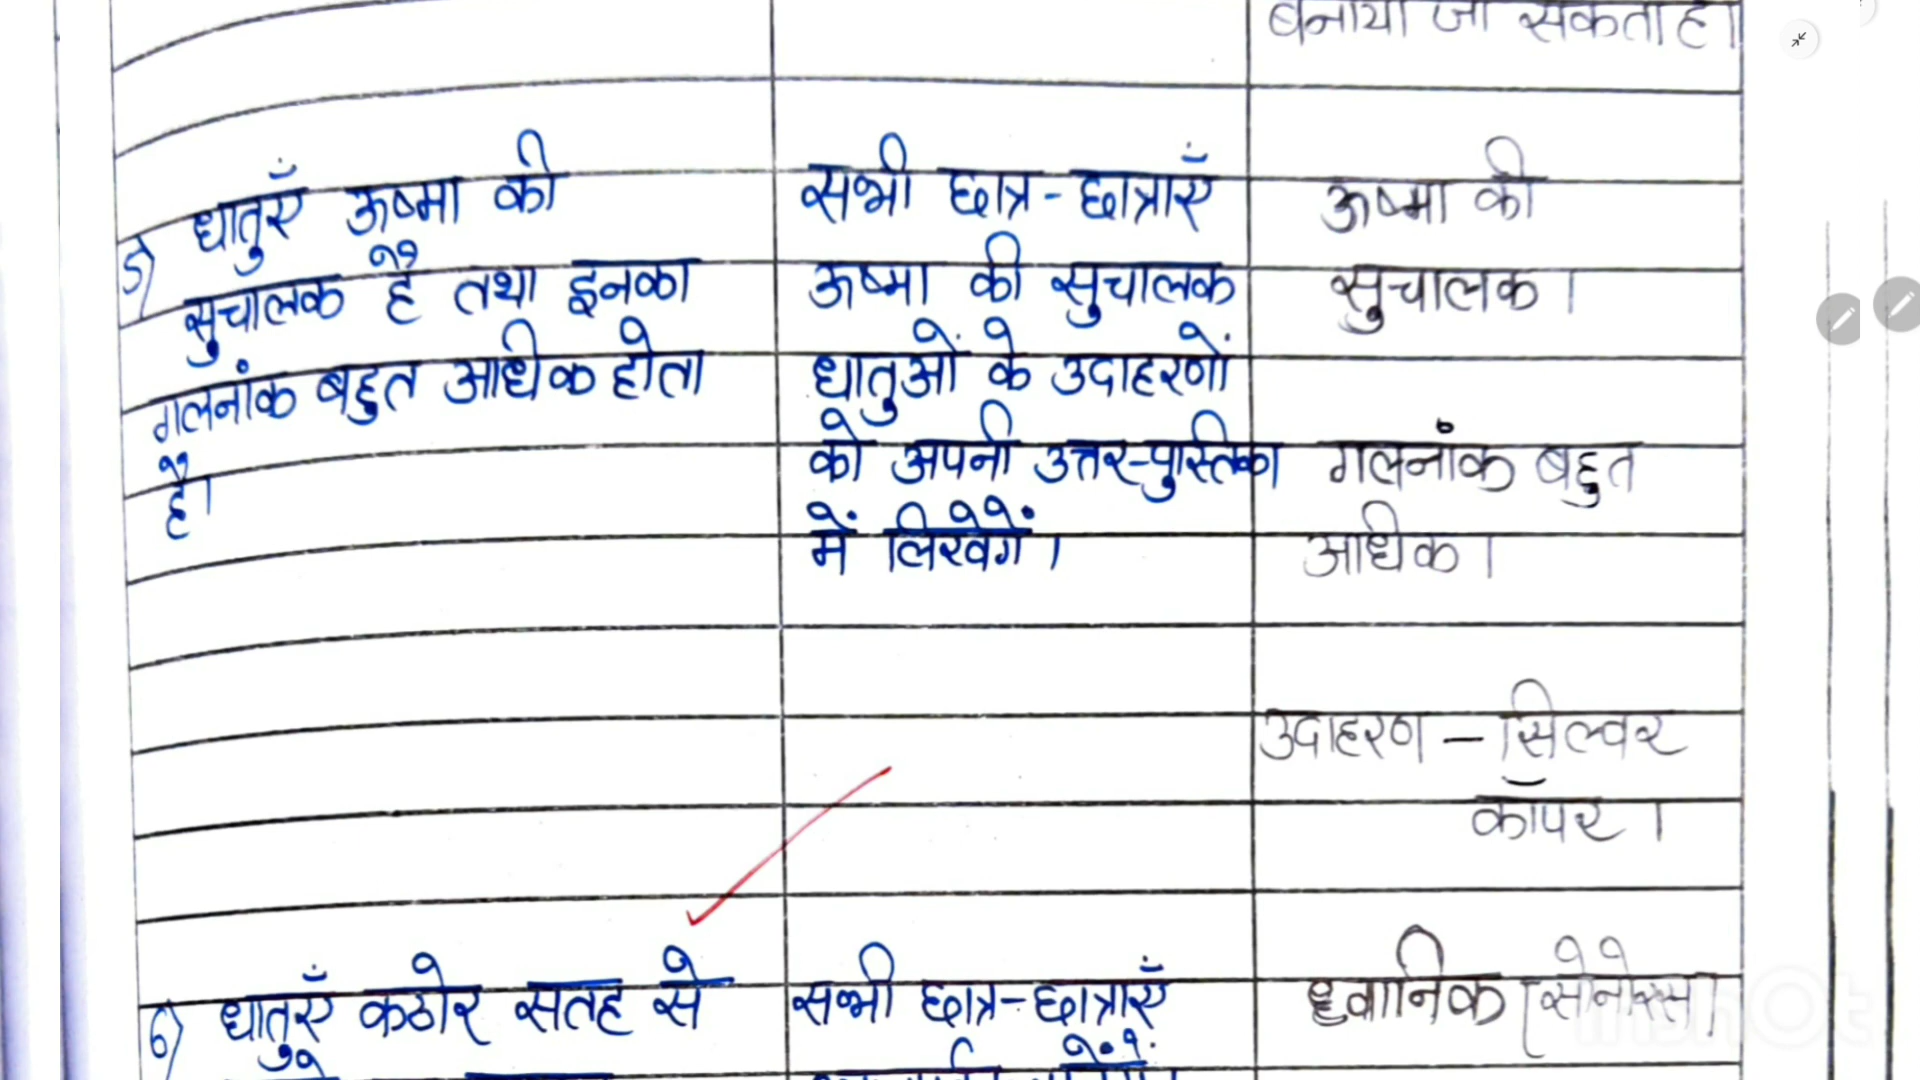 बनाया जा सकता है।
5) धातुएँ ऊष्मा की
सुचालक है तथा इनका
गलनांक बहुत अधिक होता
है।
सभी छात्र-छात्राएँ
ऊष्मा की सुचालक
धातुओं के उदाहरणों
को अपनी उत्तर-पुस्तिका
में लिखेगें।
ऊष्मा की
सुचालक।
गलनांक बहुत
अधिक।
उदाहरण – सिल्वर
कॉपर।
6) धातुएँ कठोर सतह से
सभी छात्र-छात्राएँ
ध्वानिक [सोनोरस]
InShOt